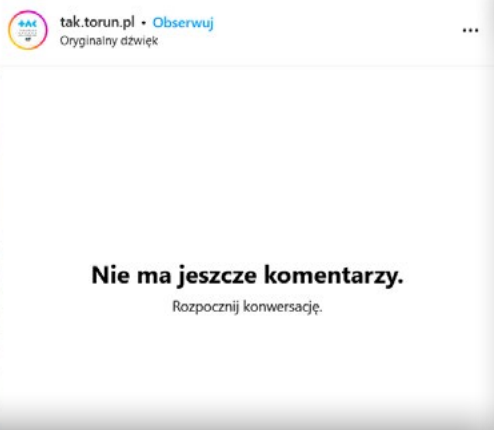 tak.torun.pl • Obserwuj
Oryginalny dźwięk
Nie ma jeszcze komentarzy.
Rozpocznij konwersację.